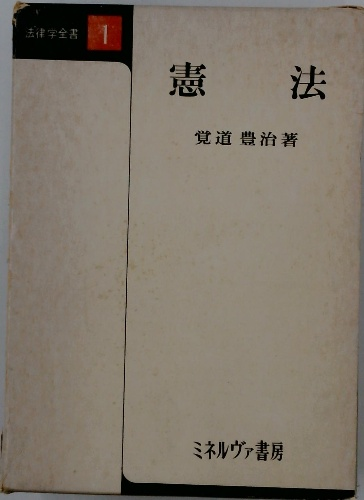 法律学全書 1
憲法
覚道豊治著
ミネルヴァ書房